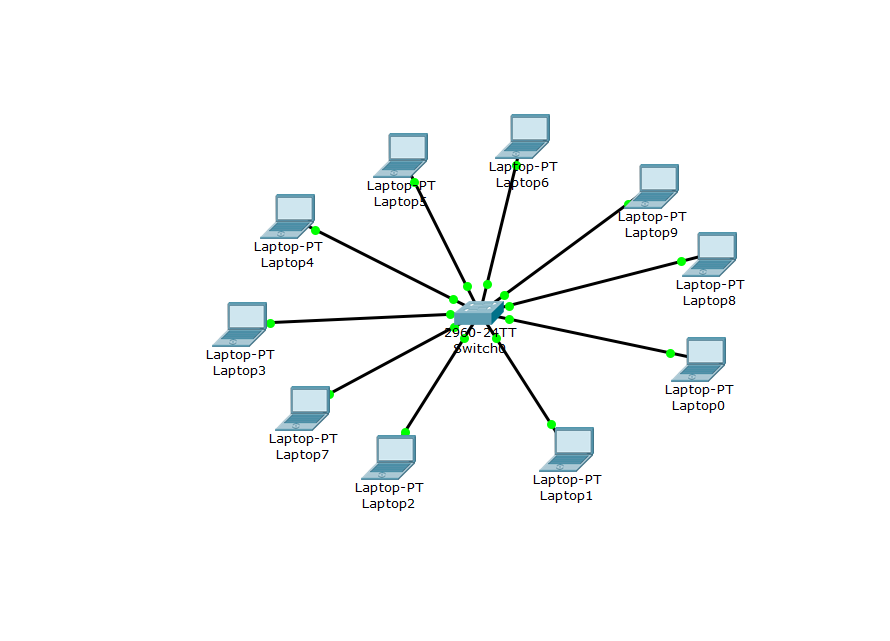 Laptop-PT
Laptop6
Laptop-PT
Laptop5
Laptop-PT
Laptop9
Laptop-PT
Laptop4
Laptop-PT
Laptop8
2960-24TT
Switch0
Laptop-PT
Laptop3
Laptop-PT
Laptop0
Laptop-PT
Laptop7
Laptop-PT
Laptop2
Laptop-PT
Laptop1